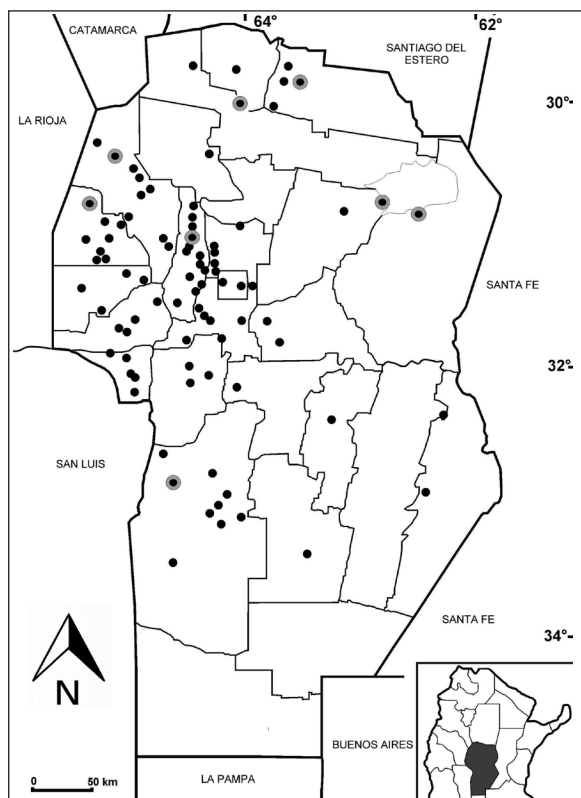 CATAMARCA
64°
62°
SANTIAGO DEL
ESTERO
30°
LA RIOJA
SANTA FE
32°
SAN LUIS
SANTA FE
34°
N
BUENOS AIRES
0
50 km
LA PAMPA